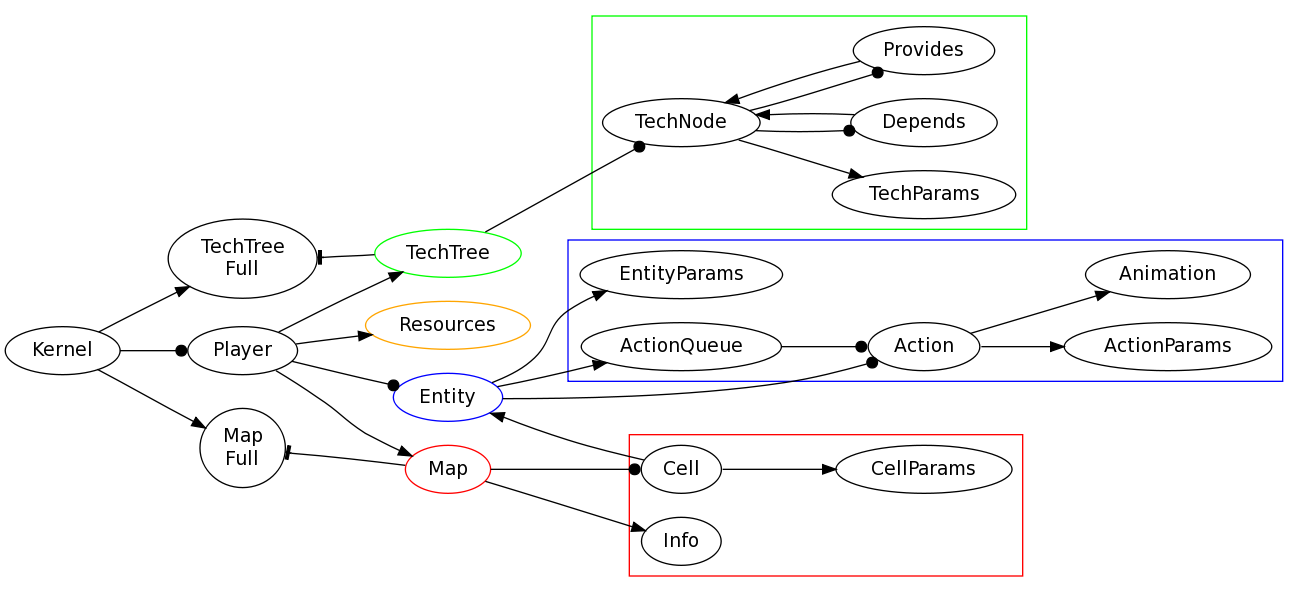 Provides
TechNode
Depends
TechParams
TechTree
Full
TechTree
EntityParams
Animation
Resources
Kernel
Player
ActionQueue
Action
ActionParams
Entity
Map
Full
Map
Cell
CellParams
Info